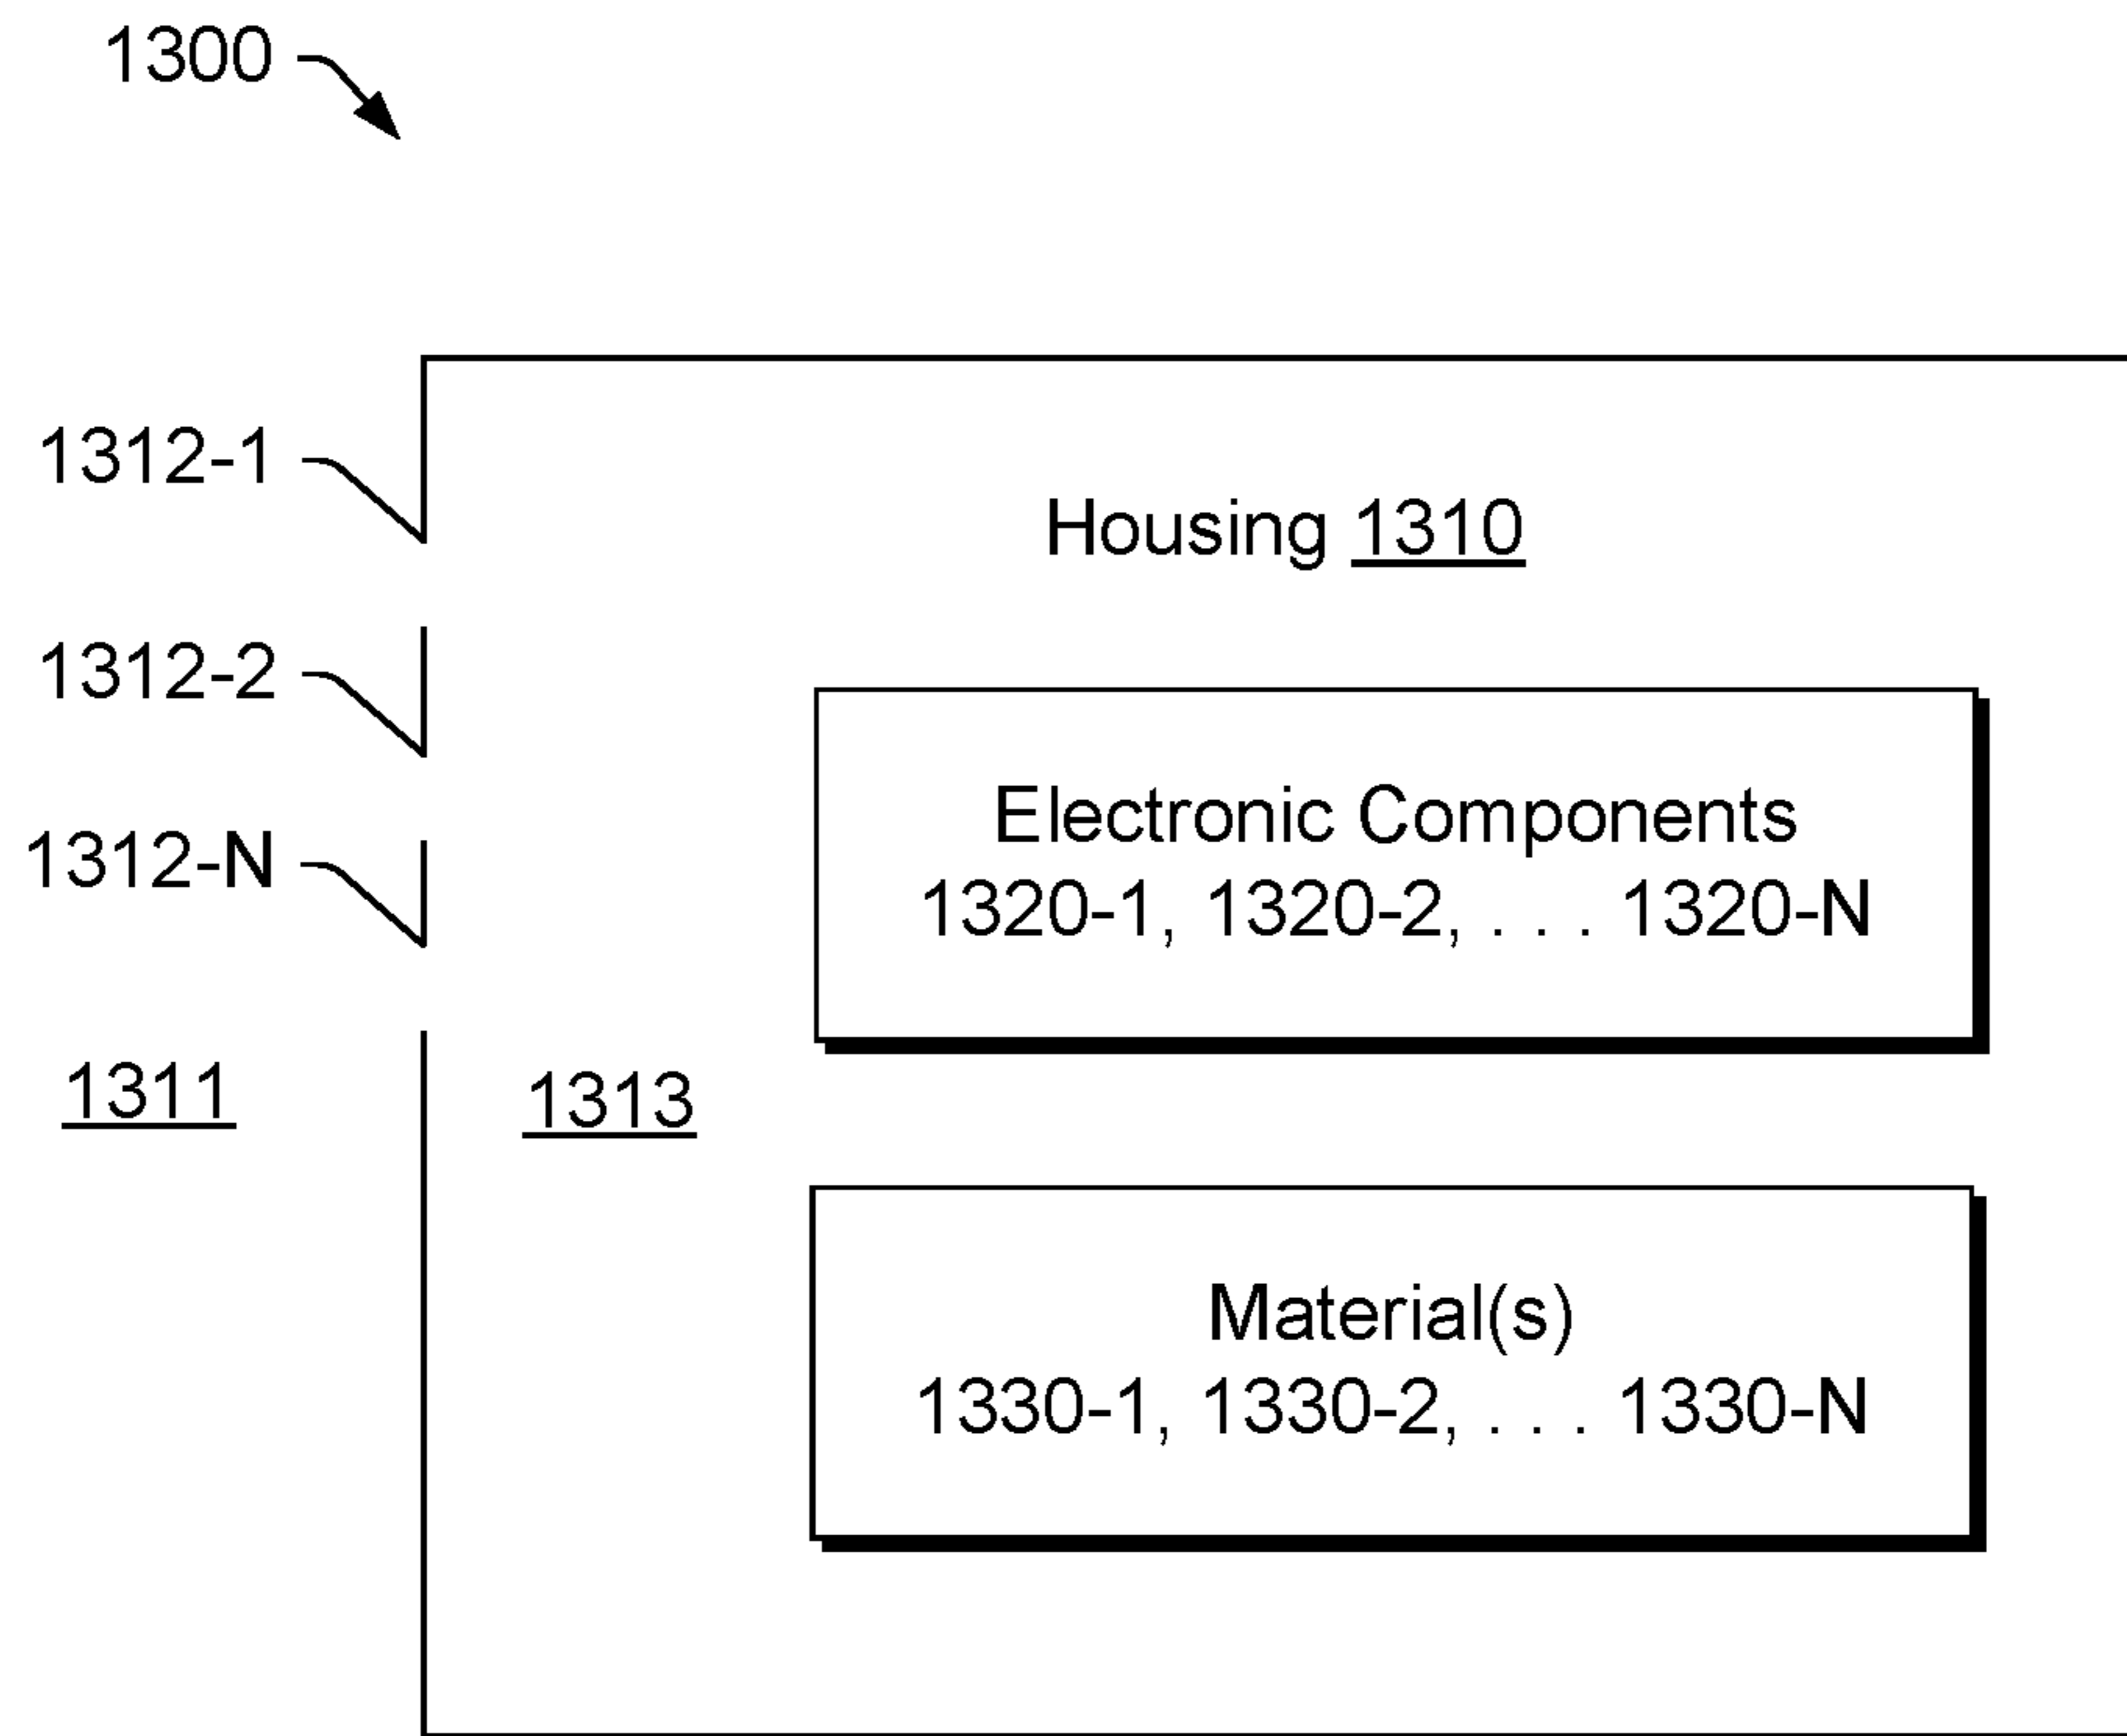 1300
1312-1
Housing 1310
1312-2
Electronic Components
1312-N
1320-1, 1320-2, . . . 1320-N
1311
1313
Material(s)
1330-1, 1330-2, . . . 1330-N